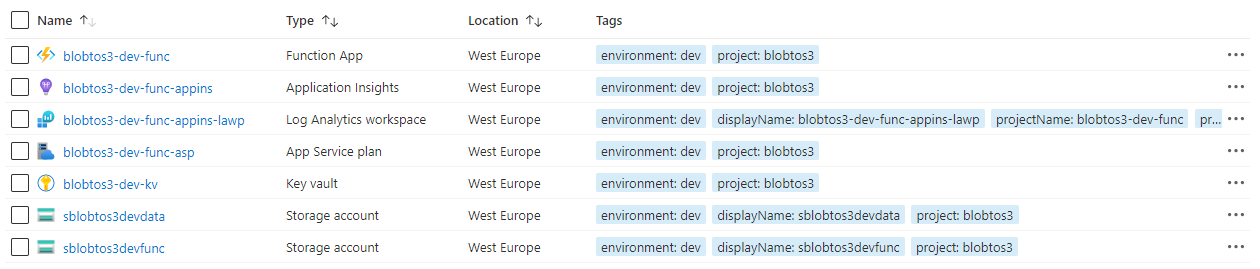 Name ↑↓ Type ↑↓ Location ↑↓ Tags
blobtos3-dev-func Function App West Europe environment: dev project: blobtos3 ...
blobtos3-dev-func-appins Application Insights West Europe environment: dev project: blobtos3 ...
blobtos3-dev-func-appins-lawp Log Analytics workspace West Europe environment: dev displayName: blobtos3-dev-func-appins-lawp projectName: blobtos3-dev-func pr... ...
blobtos3-dev-func-asp App Service plan West Europe environment: dev project: blobtos3 ...
blobtos3-dev-kv Key vault West Europe environment: dev project: blobtos3 ...
sblobtos3devdata Storage account West Europe environment: dev displayName: sblobtos3devdata project: blobtos3 ...
sblobtos3devfunc Storage account West Europe environment: dev displayName: sblobtos3devfunc project: blobtos3 ...